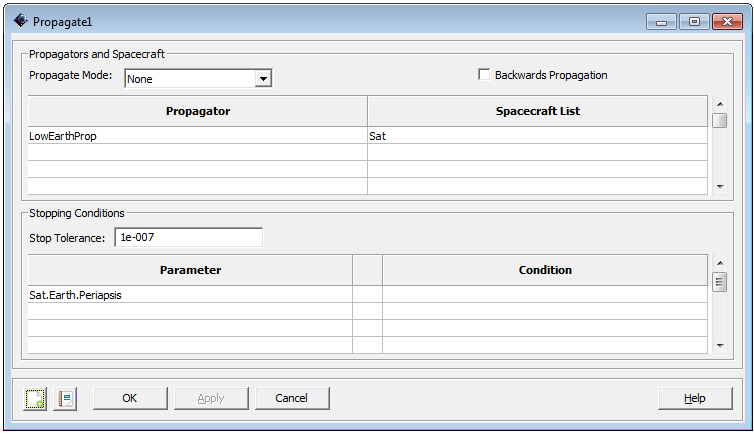 Propagate1
Propagators and Spacecraft
Propagate Mode: None Backwards Propagation
Propagator Spacecraft List
LowEarthProp Sat
Stopping Conditions
Stop Tolerance: 1e-007
Parameter Condition
Sat.Earth.Periapsis
OK Apply Cancel Help